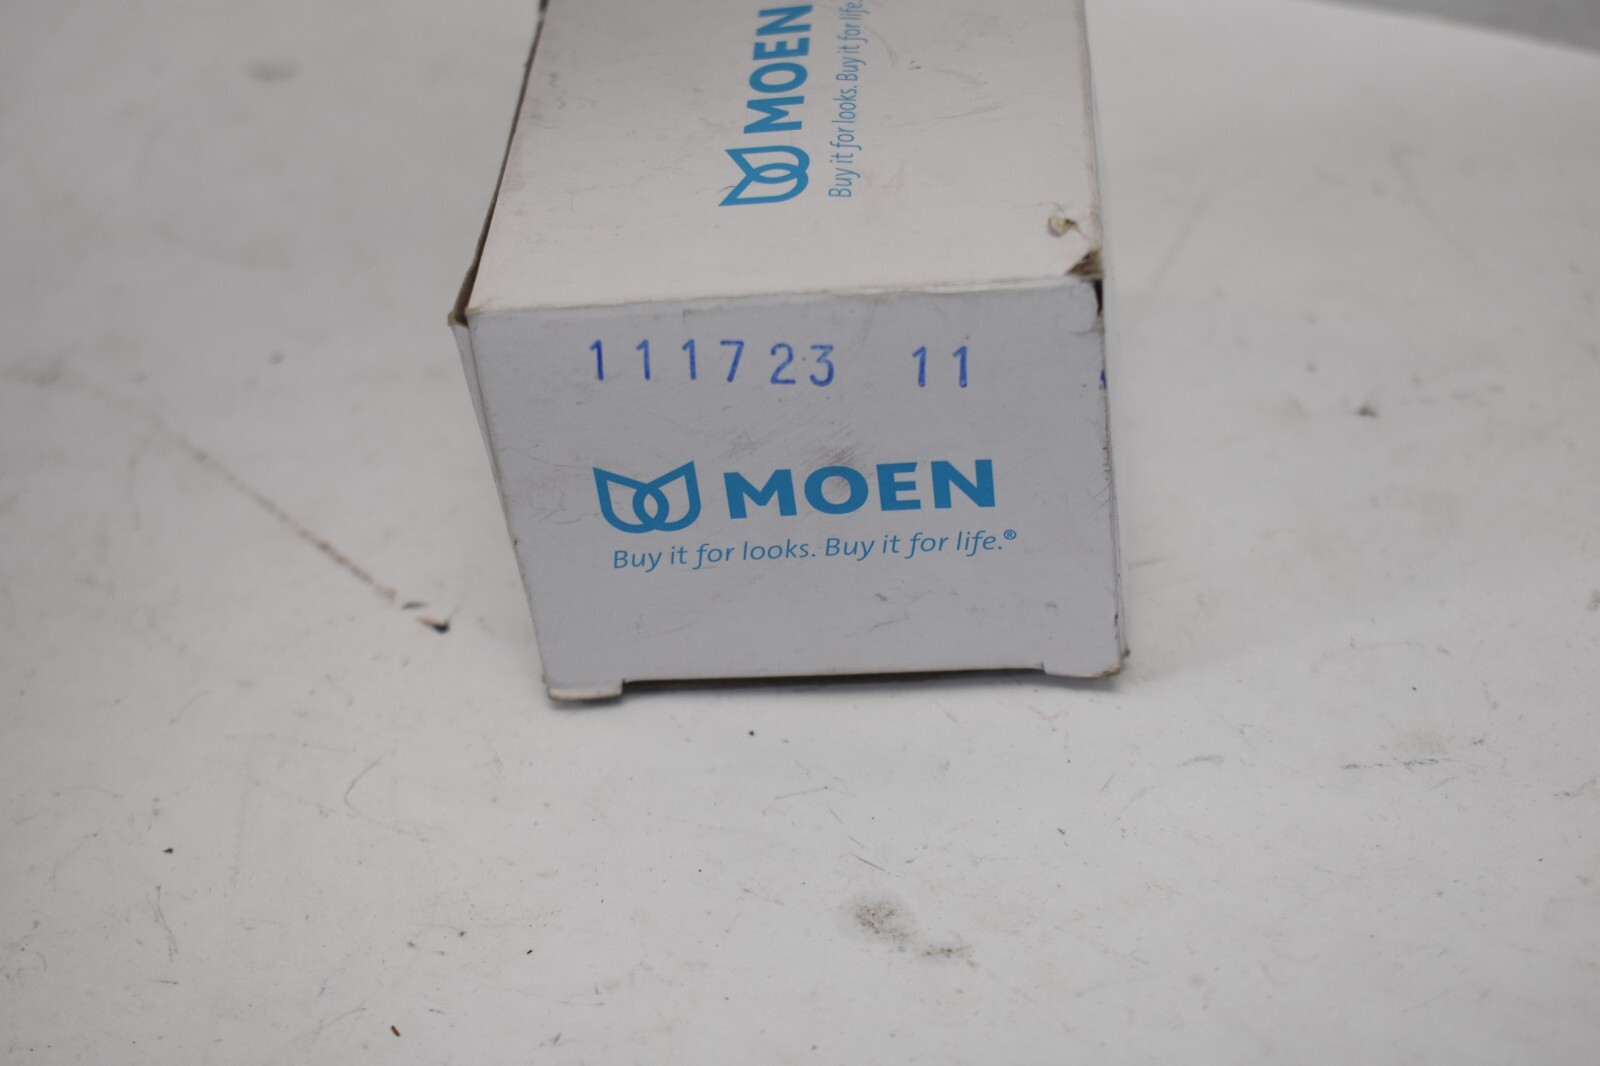 MOEN
Buy it for looks. Buy it for life.
111723 11
MOEN
Buy it for looks. Buy it for life.®